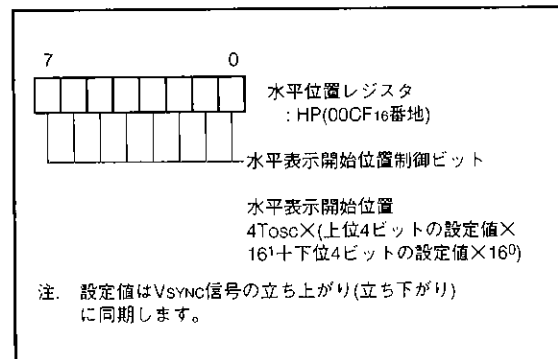 7 0
水平位置レジスタ
: HP(00CF₁₆番地)
水平表示開始位置制御ビット
水平表示開始位置
4Tosc×(上位4ビットの設定値×
16¹+下位4ビットの設定値×16⁰)
注. 設定値はVSYNC信号の立ち上がり(立ち下がり)
に同期します。